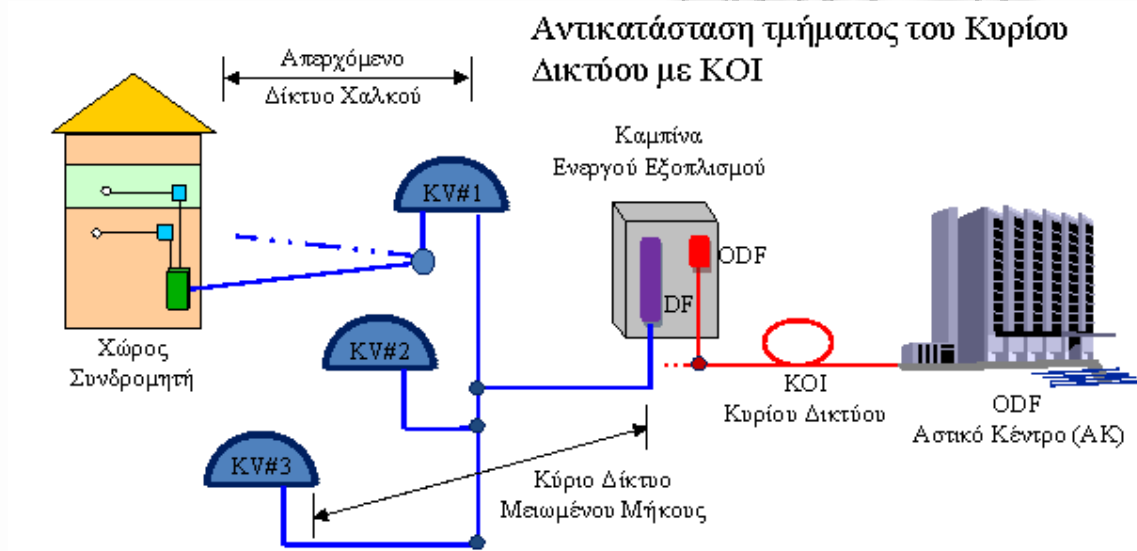 Αντικατάσταση τμήματος του Κυρίου
Δικτύου με ΚΟΙ
Απερχόμενο
Δίκτυο Χαλκού
Καμπίνα
Ενεργού Εξοπλισμού
KV#1
ODF
DF
Χώρος
Συνδρομητή
KV#2
ΚΟΙ
Κυρίου Δικτύου
ODF
Αστικό Κέντρο (ΑΚ)
KV#3
Κύριο Δίκτυο
Μειωμένου Μήκους